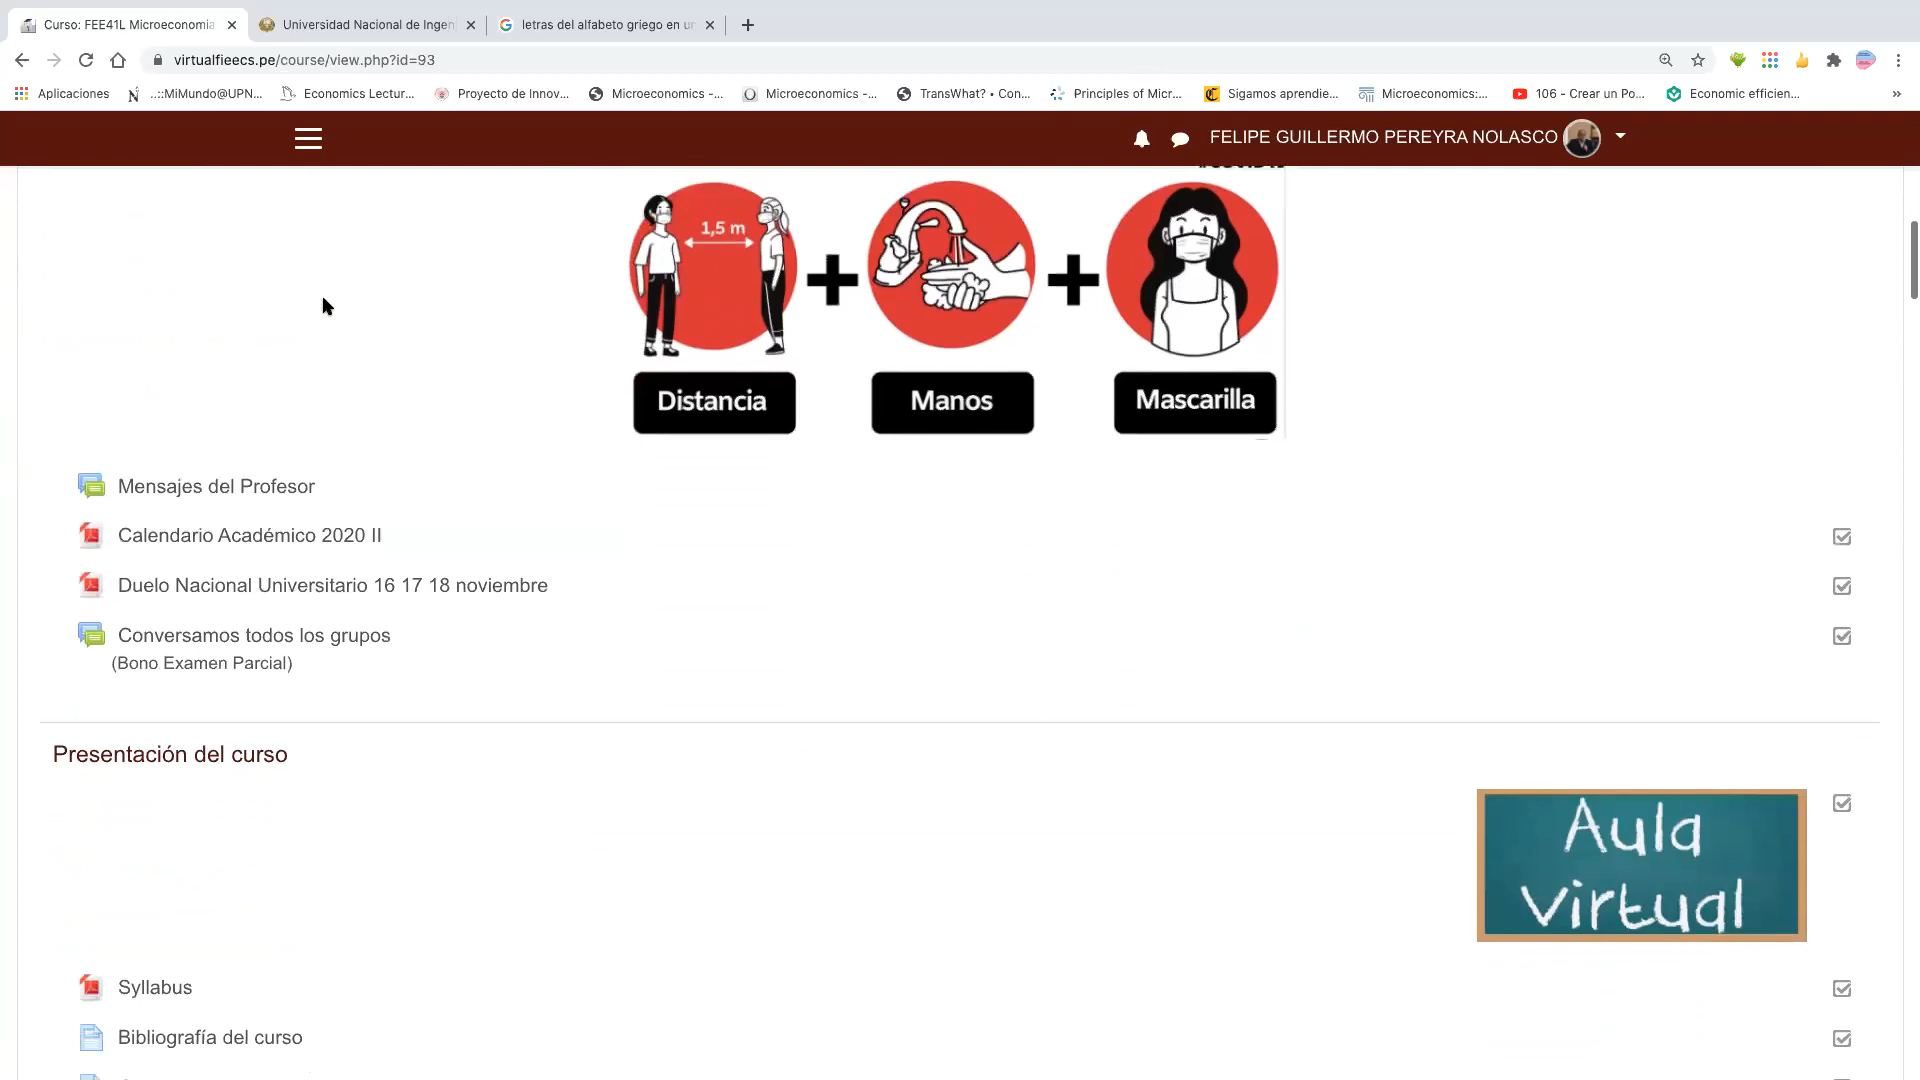 Curso: FEE41L Microeconomia
Universidad Nacional de Ingen
letras del alfabeto griego en un
virtualfieecs.pe/course/view.php?id=93
Aplicaciones
..::MiMundo@UPN...
Economics Lectur...
Proyecto de Innov...
Microeconomics -...
Microeconomics -...
TransWhat? • Con...
Principles of Micr...
Sigamos aprendie...
Microeconomics:...
106 - Crear un Po...
Economic efficien...
FELIPE GUILLERMO PEREYRA NOLASCO
1,5 m
Distancia
Manos
Mascarilla
Mensajes del Profesor
Calendario Académico 2020 II
Duelo Nacional Universitario 16 17 18 noviembre
Conversamos todos los grupos
(Bono Examen Parcial)
Presentación del curso
Aula
Virtual
Syllabus
Bibliografía del curso